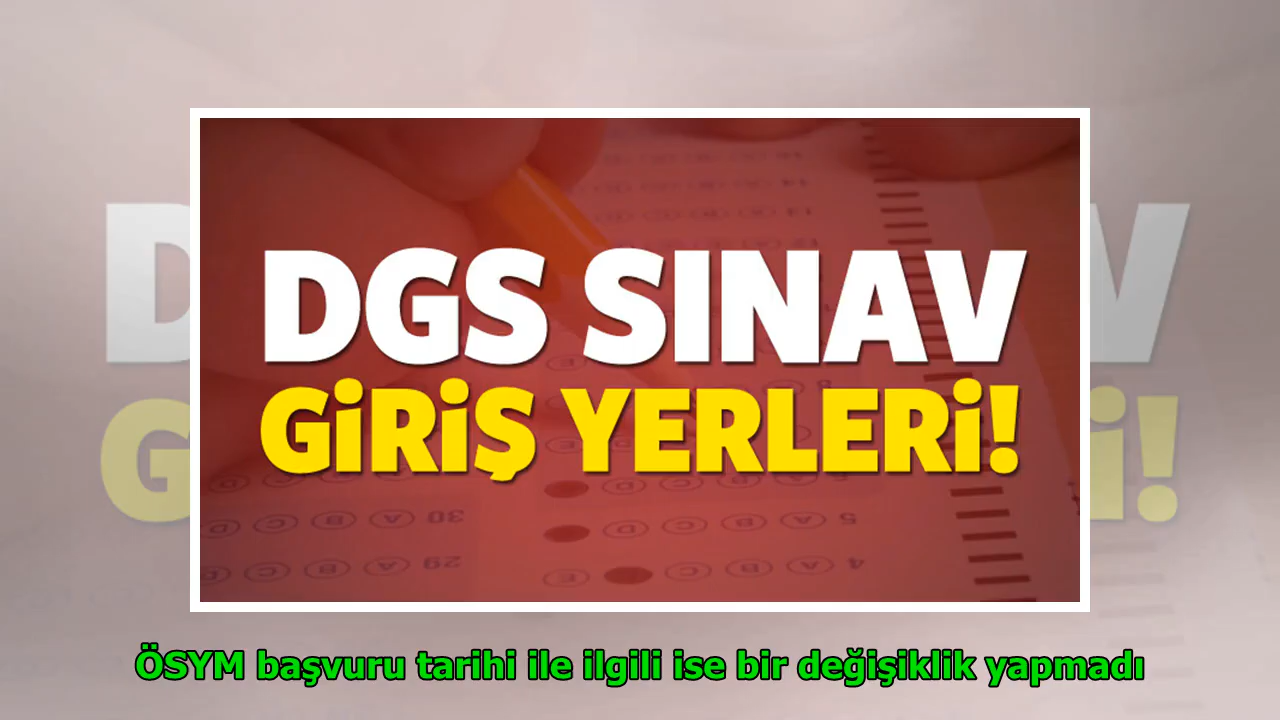 DGS SINAV
GİRİŞ YERLERİ!
ÖSYM başvuru tarihi ile ilgili ise bir değişiklik yapmadı